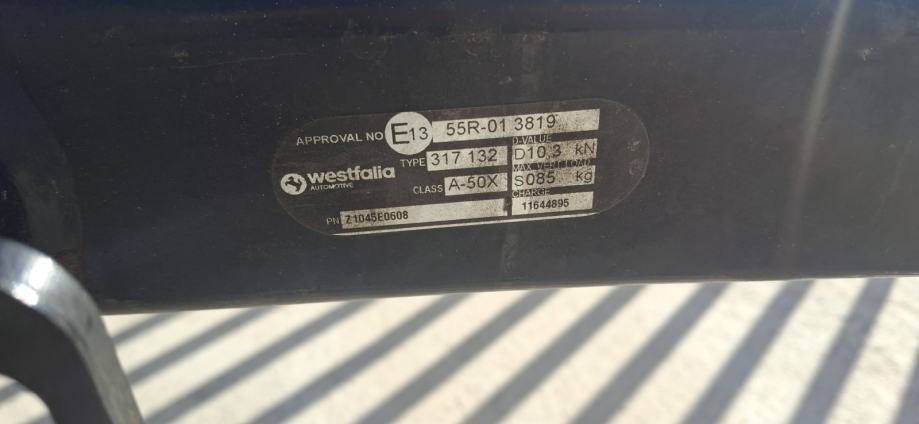 APPROVAL NO E13 55R-01 3819
TYPE 317 132 D-VALUE D10,3 kN
westfalia AUTOMOTIVE
CLASS A-50X MAX VERT LOAD S085 kg
PN Z1045E0608 CHARGE 11644895